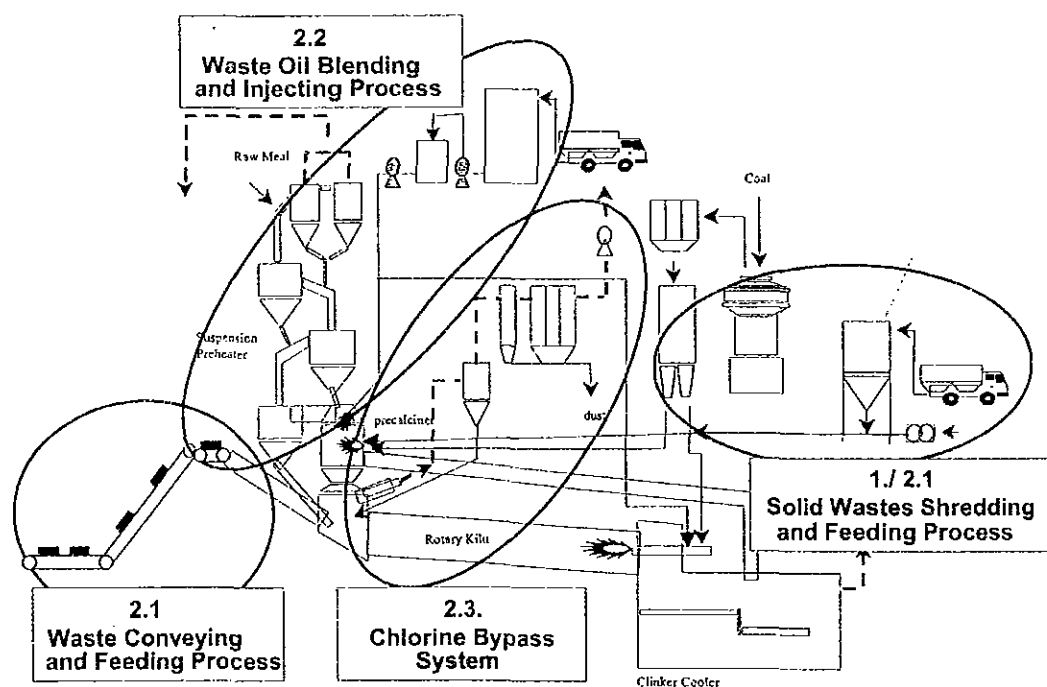 2.2
Waste Oil Blending
and Injecting Process
Raw Meal
Coal
Suspension
Preheater
precalciner
dust
1./ 2.1
Solid Wastes Shredding
and Feeding Process
Rotary Kiln
2.1
Waste Conveying
and Feeding Process
2.3.
Chlorine Bypass
System
Clinker Cooler